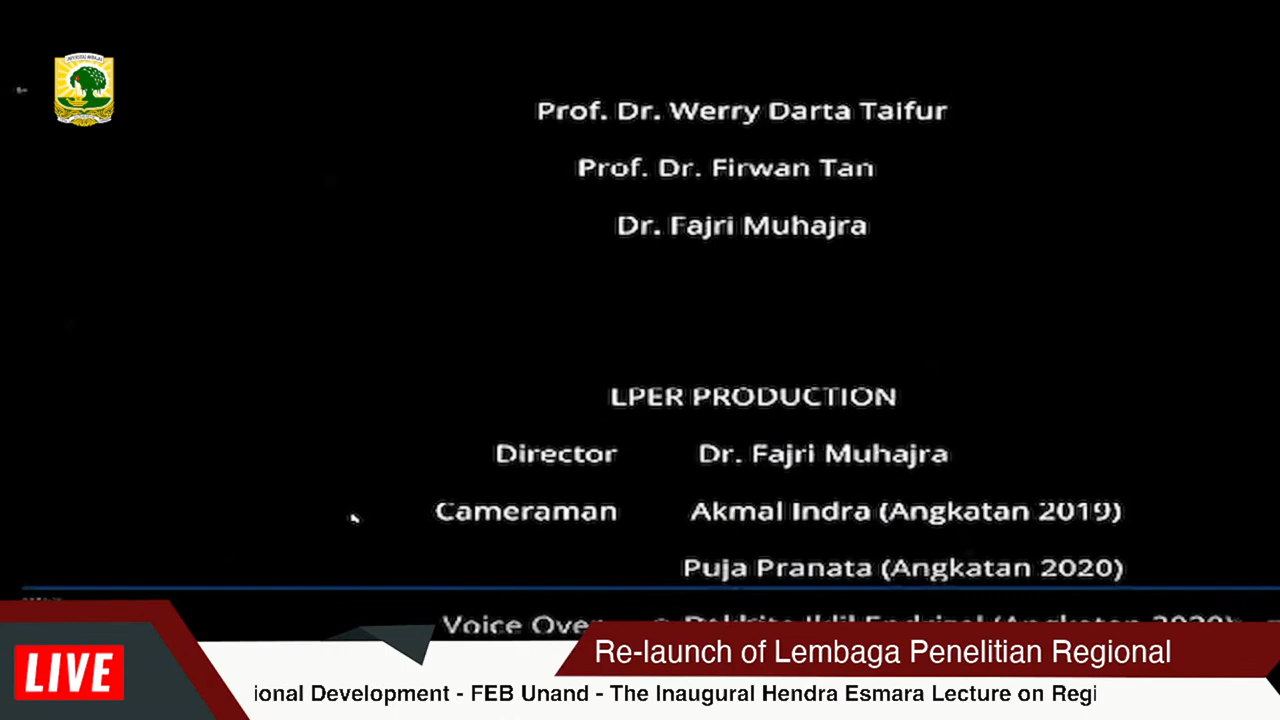 Prof. Dr. Werry Darta Taifur
Prof. Dr. Firwan Tan
Dr. Fajri Muhajra
LPER PRODUCTION
Director Dr. Fajri Muhajra
Cameraman Akmal Indra (Angkatan 2019)
Puja Pranata (Angkatan 2020)
Voice Over
Re-launch of Lembaga Penelitian Regional
LIVE
ional Development - FEB Unand - The Inaugural Hendra Esmara Lecture on Regi